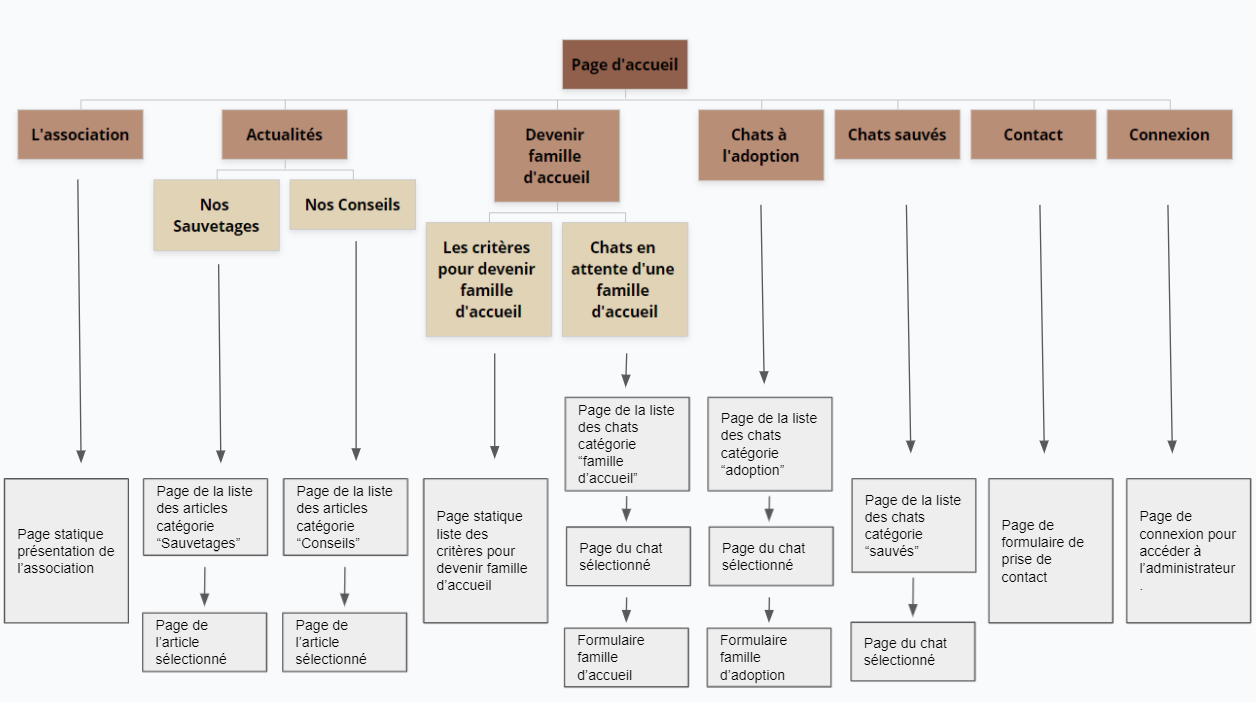 Page d'accueil
L'association
Actualités
Devenir
famille
d'accueil
Chats à
l'adoption
Chats sauvés
Contact
Connexion
Nos
Sauvetages
Nos Conseils
Les critères
pour devenir
famille
d'accueil
Chats en
attente d'une
famille
d'accueil
Page statique
présentation de
l’association
Page de la liste
des articles
catégorie
“Sauvetages”
Page de
l’article
sélectionné
Page de la liste
des articles
catégorie
“Conseils”
Page de
l’article
sélectionné
Page statique
liste des
critères pour
devenir famille
d’accueil
Page de la liste
des chats
catégorie
“famille
d’accueil”
Page du chat
sélectionné
Formulaire
famille
d’accueil
Page de la liste
des chats
catégorie
“adoption”
Page du chat
sélectionné
Formulaire
famille
d’adoption
Page de la liste
des chats
catégorie
“sauvés”
Page du chat
sélectionné
Page de
formulaire de
prise de
contact
Page de
connexion pour
accéder à
l’administrateur
.